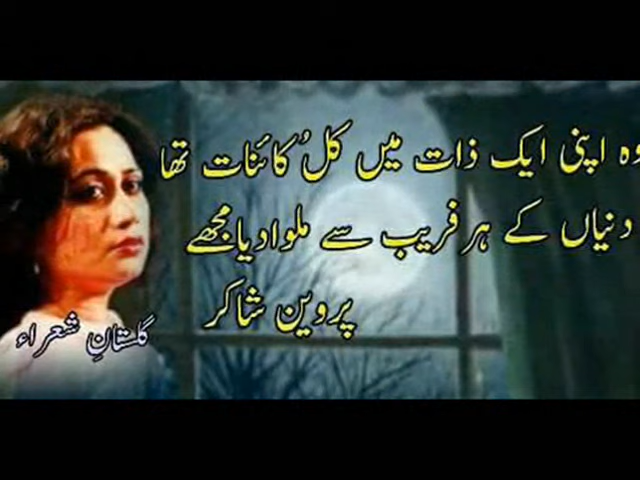 وہ اپنی ایک ذات میں کلُ کائنات تھا
دنیاں کے ہر فریب سے ملوا دیا مجھے
پروین شاکر
گلستانِ شعراء